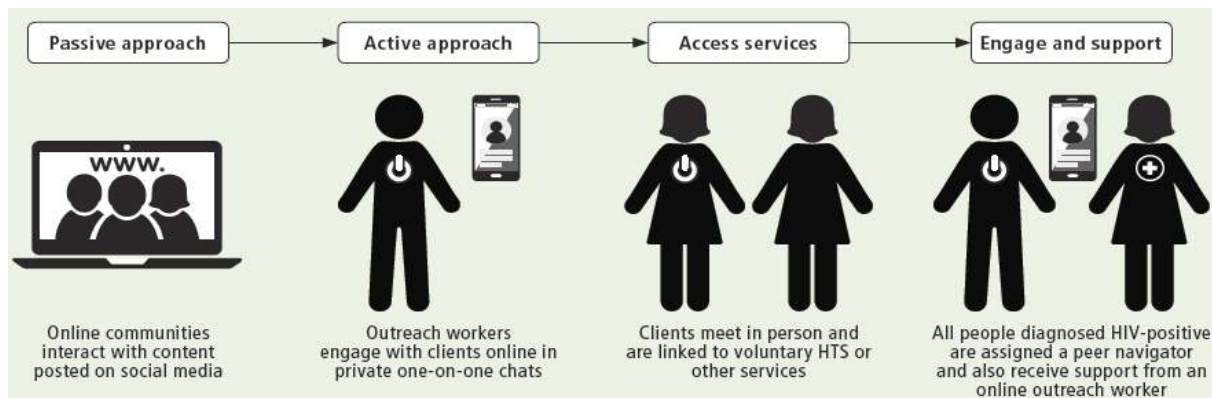 Passive approach
Active approach
Access services
Engage and support
www.
Online communities
interact with content
posted on social media
Outreach workers
engage with clients online in
private one-on-one chats
Clients meet in person and
are linked to voluntary HTS or
other services
All people diagnosed HIV-positive
are assigned a peer navigator
and also receive support from an
online outreach worker